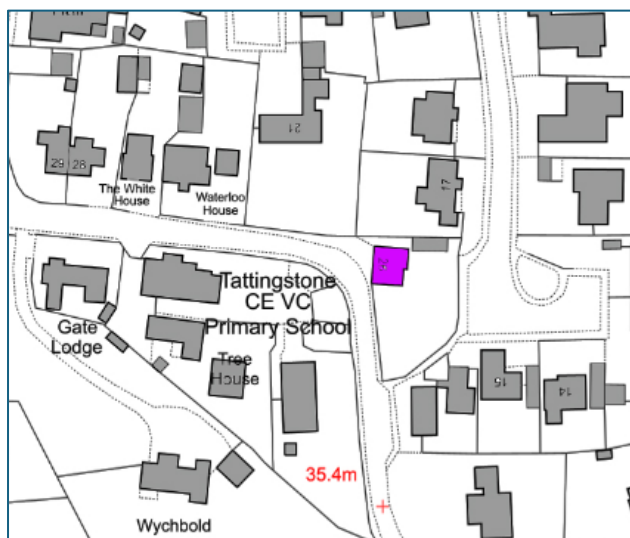 29
28
The White
House
Waterloo
House
21
17
Tattingstone
CE VC
Primary School
Gate
Lodge
Tree
House
15
14
35.4m
Wychbold